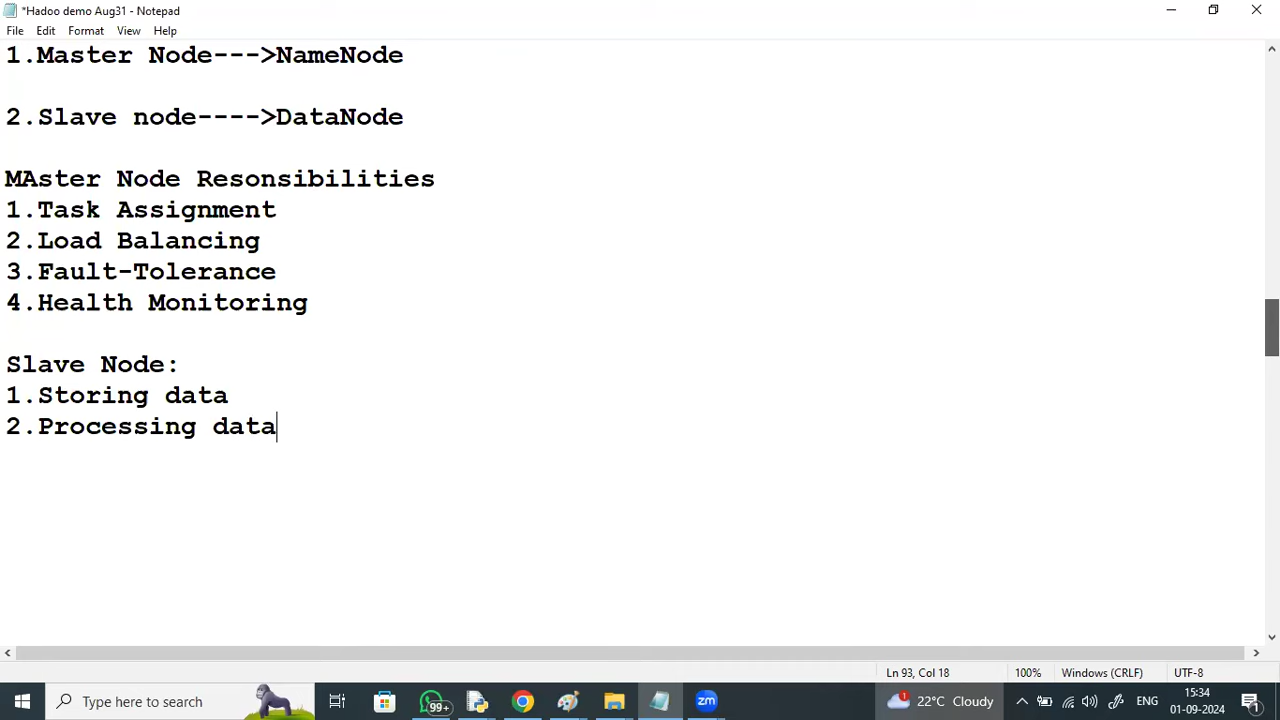 *Hadoo demo Aug31 - Notepad
File Edit Format View Help
1.Master Node--->NameNode
2.Slave node---->DataNode
MAster Node Resonsibilities
1.Task Assignment
2.Load Balancing
3.Fault-Tolerance
4.Health Monitoring
Slave Node:
1.Storing data
2.Processing data
Ln 93, Col 18 100% Windows (CRLF) UTF-8
Type here to search 99+ zm 1 22°C Cloudy ENG 15:34 01-09-2024 1